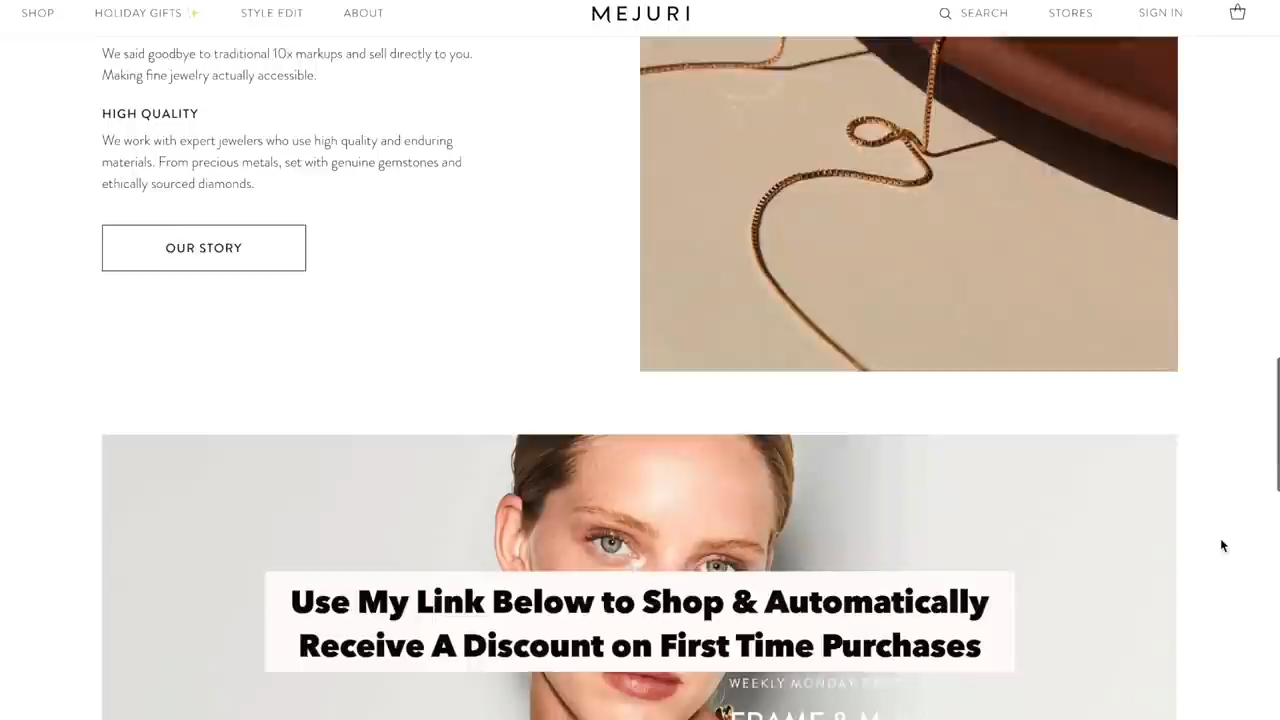 SHOP HOLIDAY GIFTS STYLE EDIT ABOUT MEJURI SEARCH STORES SIGN IN
We said goodbye to traditional 10x markups and sell directly to you.
Making fine jewelry actually accessible.
HIGH QUALITY
We work with expert jewelers who use high quality and enduring
materials. From precious metals, set with genuine gemstones and
ethically sourced diamonds.
OUR STORY
Use My Link Below to Shop & Automatically
Receive A Discount on First Time Purchases
WEEKLY MONDAY
FRAME &